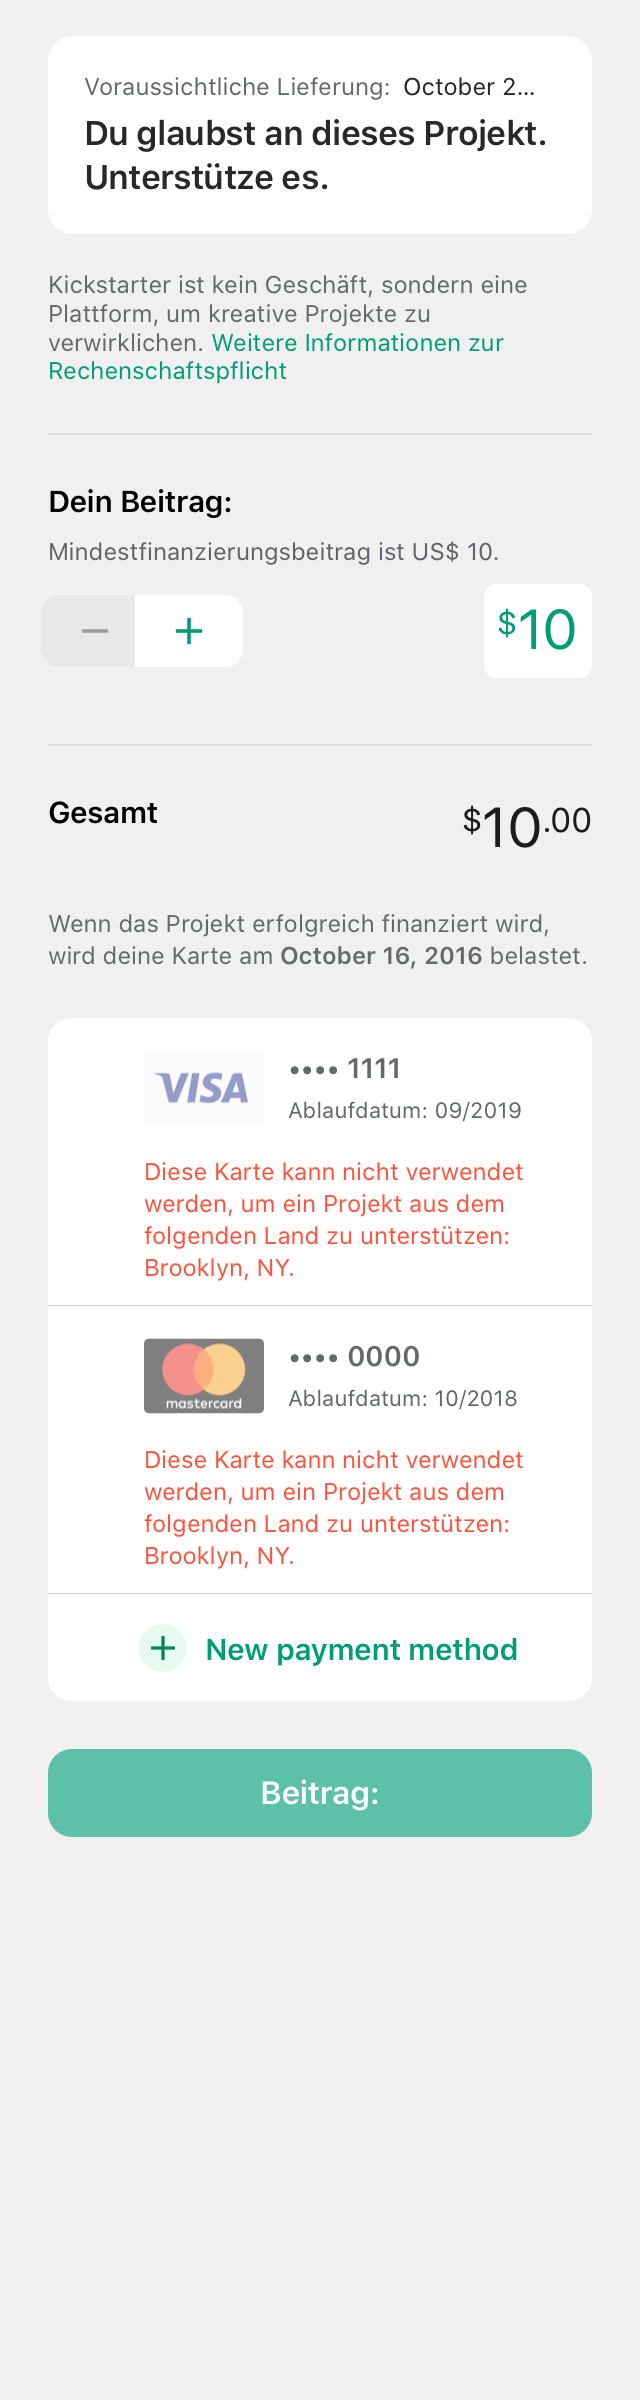 Voraussichtliche Lieferung: October 2...
Du glaubst an dieses Projekt.
Unterstütze es.
Kickstarter ist kein Geschäft, sondern eine
Plattform, um kreative Projekte zu
verwirklichen. Weitere Informationen zur
Rechenschaftspflicht
Dein Beitrag:
Mindestfinanzierungsbeitrag ist US$ 10.
− +
$10
Gesamt
$10.00
Wenn das Projekt erfolgreich finanziert wird,
wird deine Karte am October 16, 2016 belastet.
VISA
•••• 1111
Ablaufdatum: 09/2019
Diese Karte kann nicht verwendet
werden, um ein Projekt aus dem
folgenden Land zu unterstützen:
Brooklyn, NY.
mastercard
•••• 0000
Ablaufdatum: 10/2018
Diese Karte kann nicht verwendet
werden, um ein Projekt aus dem
folgenden Land zu unterstützen:
Brooklyn, NY.
+ New payment method
Beitrag: